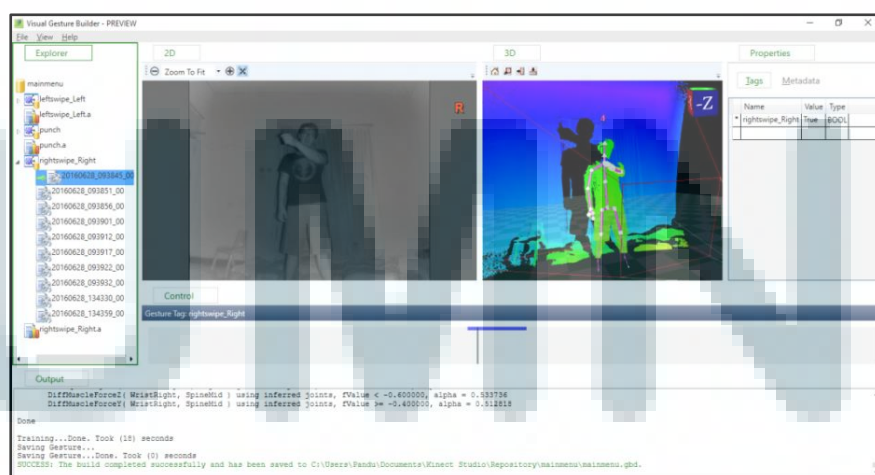 Visual Gesture Builder - PREVIEW
File View Help
Explorer
mainmenu
leftswipe_Left
leftswipe_Left.a
punch
punch.a
rightswipe_Right
20160628_093845_00
20160628_093851_00
20160628_093856_00
20160628_093901_00
20160628_093912_00
20160628_093917_00
20160628_093922_00
20160628_093932_00
20160628_134330_00
20160628_134359_00
rightswipe_Right.a
2D
Zoom To Fit
R
3D
-Z
Properties
Tags Metadata
Name Value Type
* rightswipe_Right True BOOL
Control
Gesture Tag: rightswipe_Right
Output
DiffMuscleForceZ( WristRight, SpineMid ) using inferred joints, fValue < -0.600000, alpha = 0.533736
DiffMuscleForceY( WristRight, SpineMid ) using inferred joints, fValue >= -0.400000, alpha = 0.512818
Done
Training...Done. Took (18) seconds
Saving Gesture...
Saving Gesture...Done. Took (0) seconds
SUCCESS: The build completed successfully and has been saved to C:\Users\Pandu\Documents\Kinect Studio\Repository\mainmenu\mainmenu.gbd.